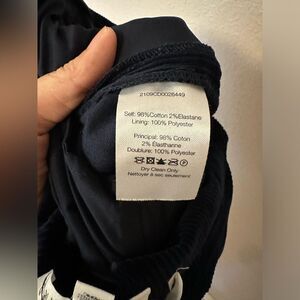 2109CD0026449
Self: 98%Cotton 2%Elastane
Lining: 100% Polyester
Principal: 98% Coton
2% Élasthanne
Doublure: 100% Polyester
Dry Clean Only
Nettoyer à sec seulement